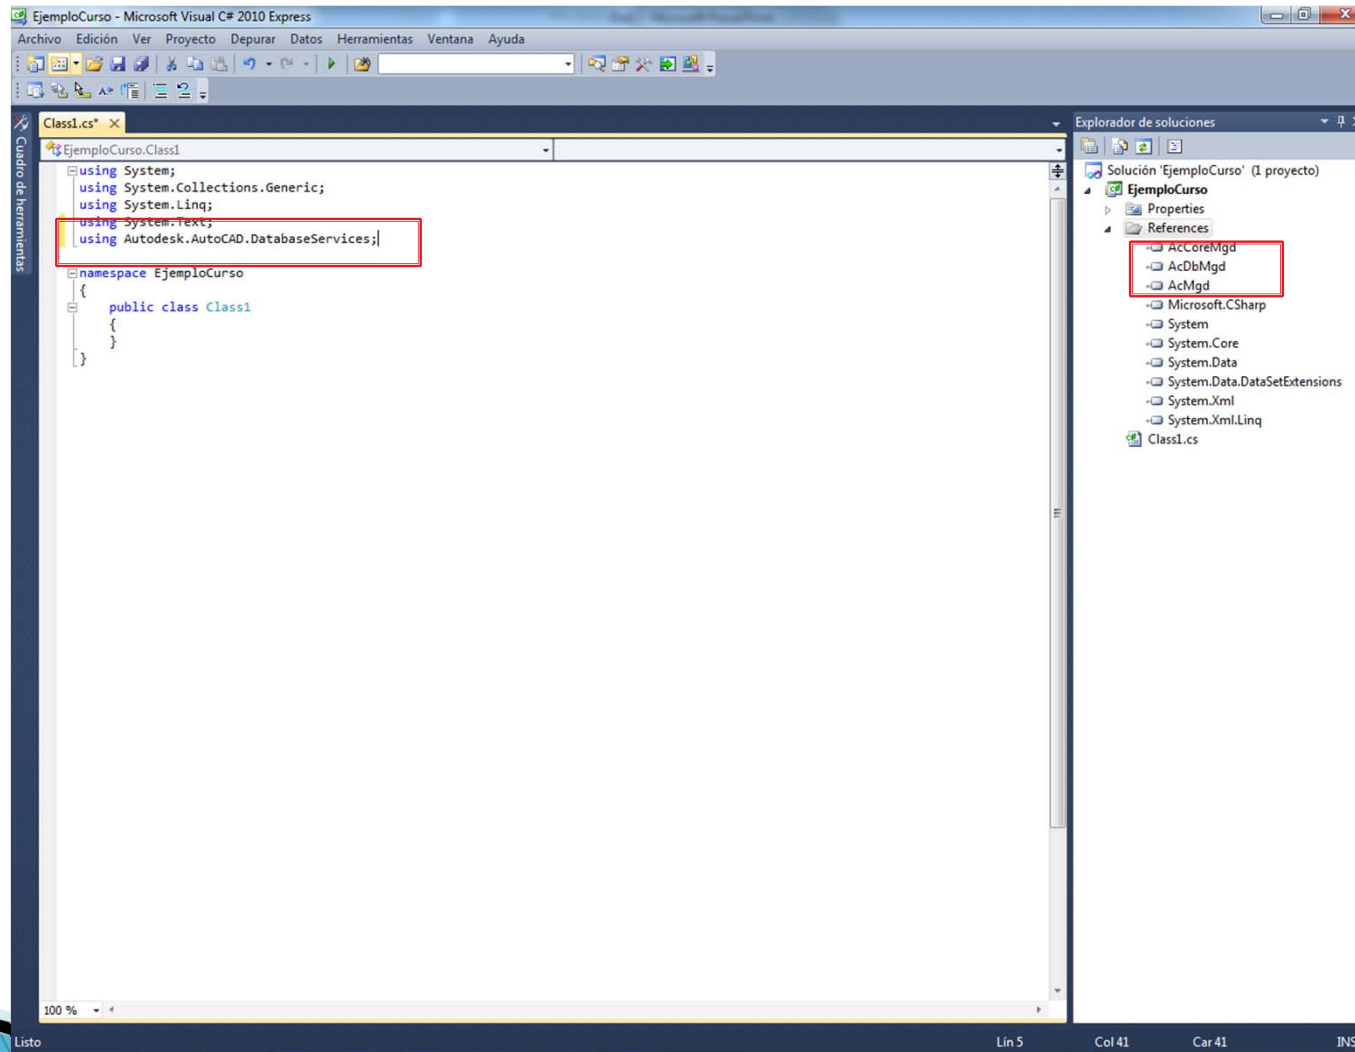 EjemploCurso - Microsoft Visual C# 2010 Express
Archivo Edición Ver Proyecto Depurar Datos Herramientas Ventana Ayuda
Class1.cs*
Explorador de soluciones
Cuadro de herramientas
EjemploCurso.Class1
using System;
using System.Collections.Generic;
using System.Linq;
using System.Text;
using Autodesk.AutoCAD.DatabaseServices;
namespace EjemploCurso
{
public class Class1
{
}
}
Solución 'EjemploCurso' (1 proyecto)
EjemploCurso
Properties
References
AcCoreMgd
AcDbMgd
AcMgd
Microsoft.CSharp
System
System.Core
System.Data
System.Data.DataSetExtensions
System.Xml
System.Xml.Linq
Class1.cs
100 %
Listo Lín 5 Col 41 Car 41 INS